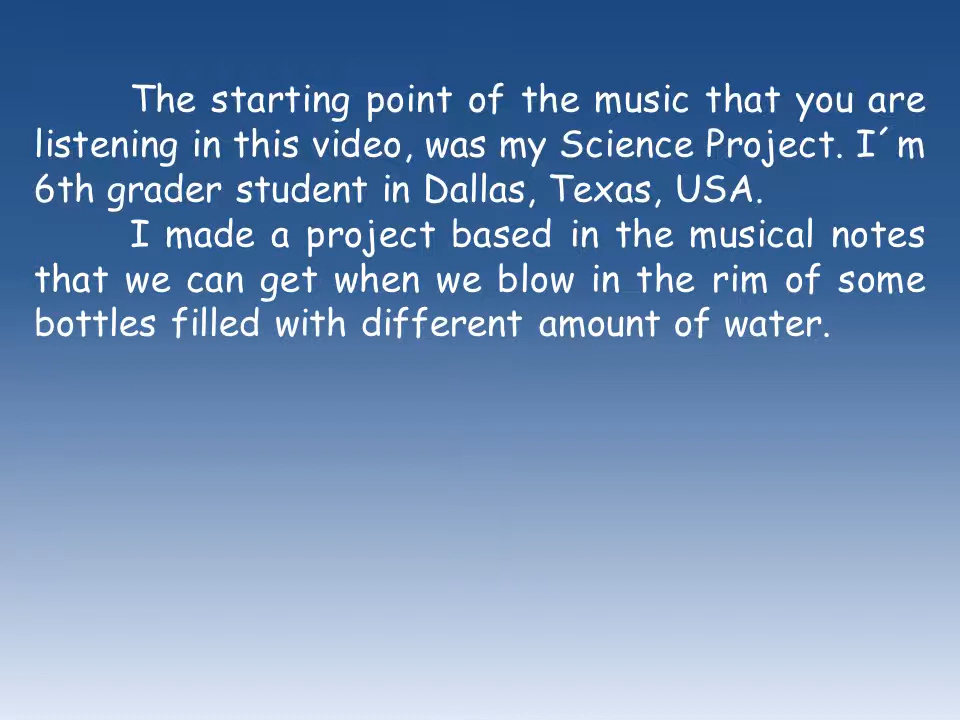 The starting point of the music that you are
listening in this video, was my Science Project. I´m
6th grader student in Dallas, Texas, USA.
I made a project based in the musical notes
that we can get when we blow in the rim of some
bottles filled with different amount of water.